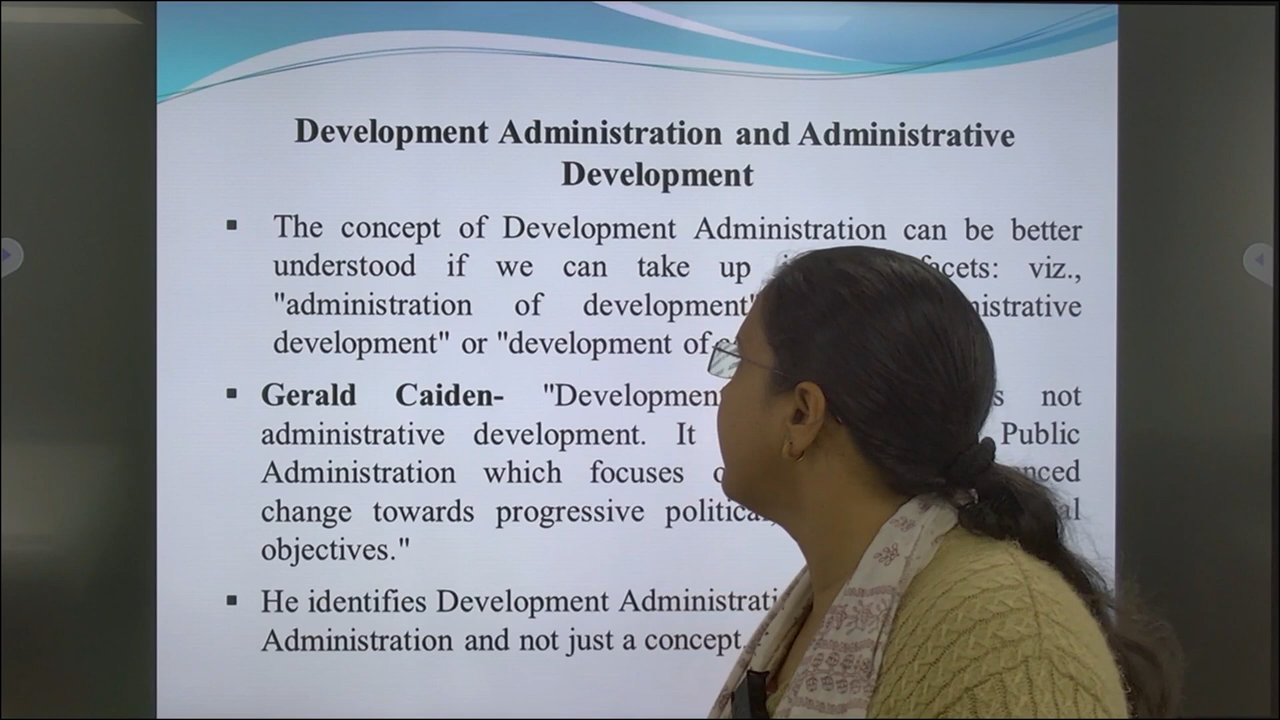 Development Administration and Administrative
Development
▪ The concept of Development Administration can be better
understood if we can take up facets: viz.,
"administration of development"
development" or "development of
▪ Gerald Caiden- "Development not
administrative development. It Public
Administration which focuses
change towards progressive political,
objectives."
▪ He identifies Development
Administration and not just a concept.